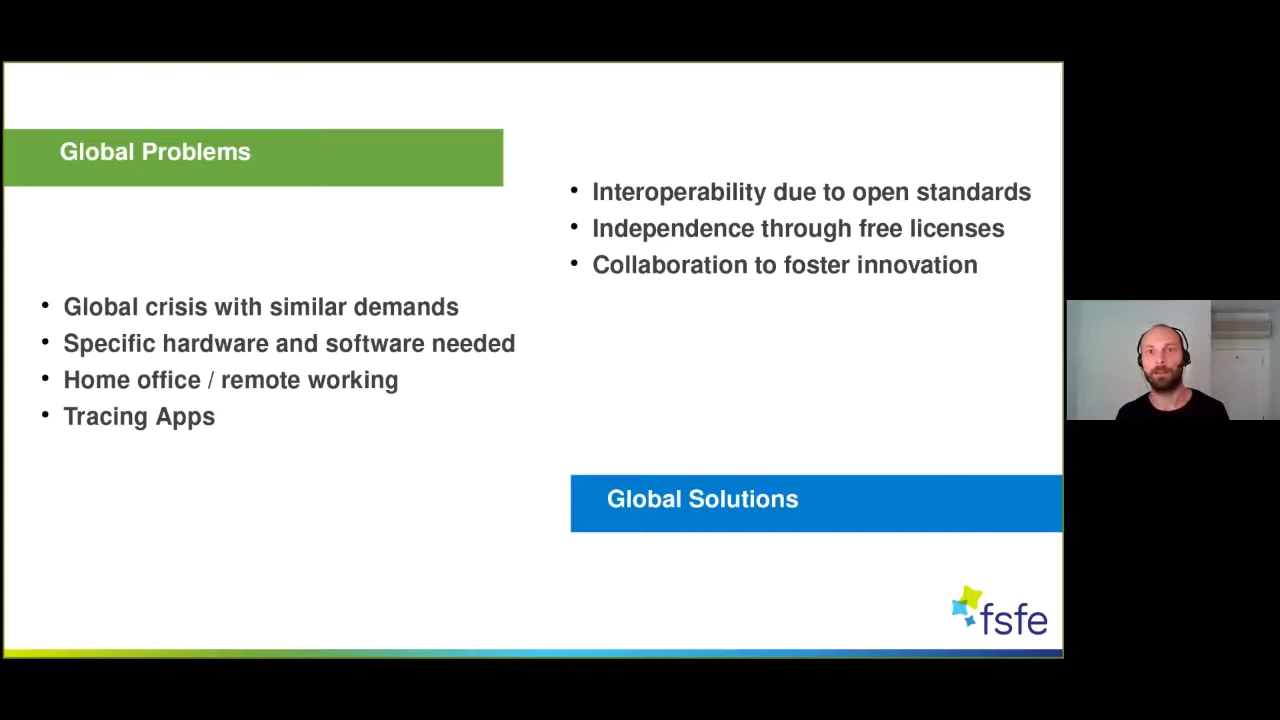 Global Problems
• Global crisis with similar demands
• Specific hardware and software needed
• Home office / remote working
• Tracing Apps
• Interoperability due to open standards
• Independence through free licenses
• Collaboration to foster innovation
Global Solutions
fsfe